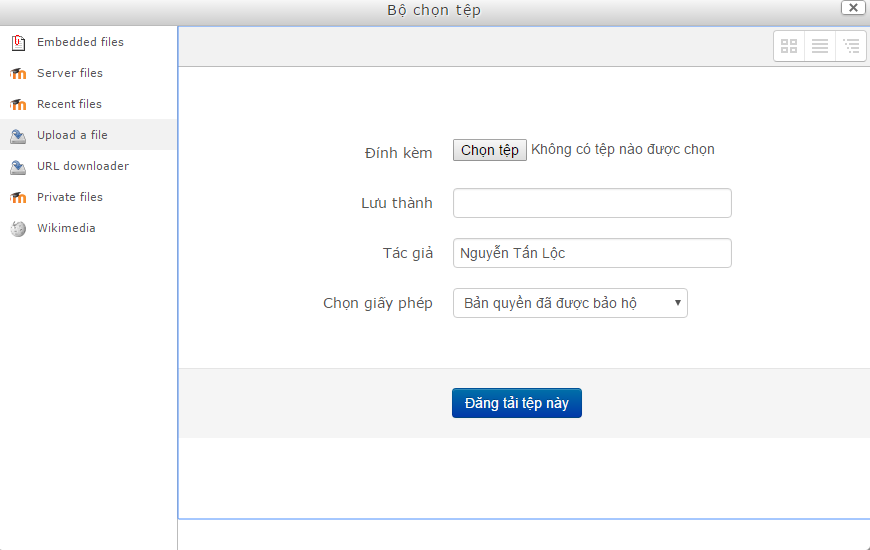 Bộ chọn tệp
Embedded files
Server files
Recent files
Upload a file
URL downloader
Private files
Wikimedia
Đính kèm Chọn tệp Không có tệp nào được chọn
Lưu thành
Tác giả Nguyễn Tấn Lộc
Chọn giấy phép Bản quyền đã được bảo hộ
Đăng tải tệp này